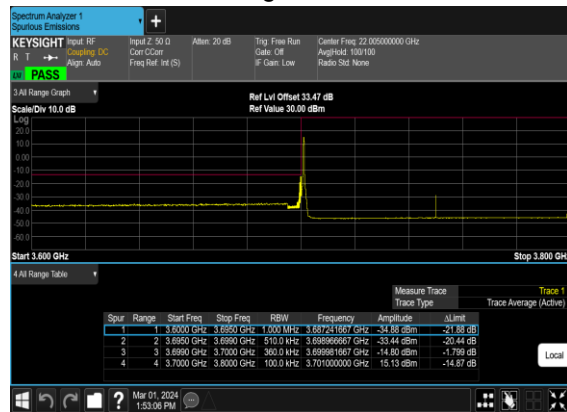 Spectrum Analyzer 1
Spurious Emissions
KEYSIGHT Input: RF Input Z: 50 Ω Atten: 20 dB Trig: Free Run Center Freq: 22.005000000 GHz
R T Coupling: DC Corr CCorr Gate: Off Avg|Hold: 100/100
Align: Auto Freq Ref: Int (S) IF Gain: Low Radio Std: None
PASS
3 All Range Graph
Ref Lvl Offset 33.47 dB
Scale/Div 10.0 dB Ref Value 30.00 dBm
Log
20.0
10.0
0.00
-10.0
-20.0
-30.0
-40.0
-50.0
-60.0
Start 3.600 GHz Stop 3.800 GH
4 All Range Table
Measure Trace Trace 1
Trace Type Trace Average (Active)
Spur Range Start Freq Stop Freq RBW Frequency Amplitude ΔLimit
1 1 3.6000 GHz 3.6950 GHz 1.000 MHz 3.687241667 GHz -34.88 dBm -21.88 dB
2 2 3.6950 GHz 3.6990 GHz 510.0 kHz 3.698966667 GHz -33.44 dBm -20.44 dB
3 3 3.6990 GHz 3.7000 GHz 360.0 kHz 3.699981667 GHz -14.80 dBm -1.799 dB
4 4 3.7000 GHz 3.8000 GHz 100.0 kHz 3.701000000 GHz 15.13 dBm -14.87 dB
Local
? Mar 01, 2024
1:53:06 PM